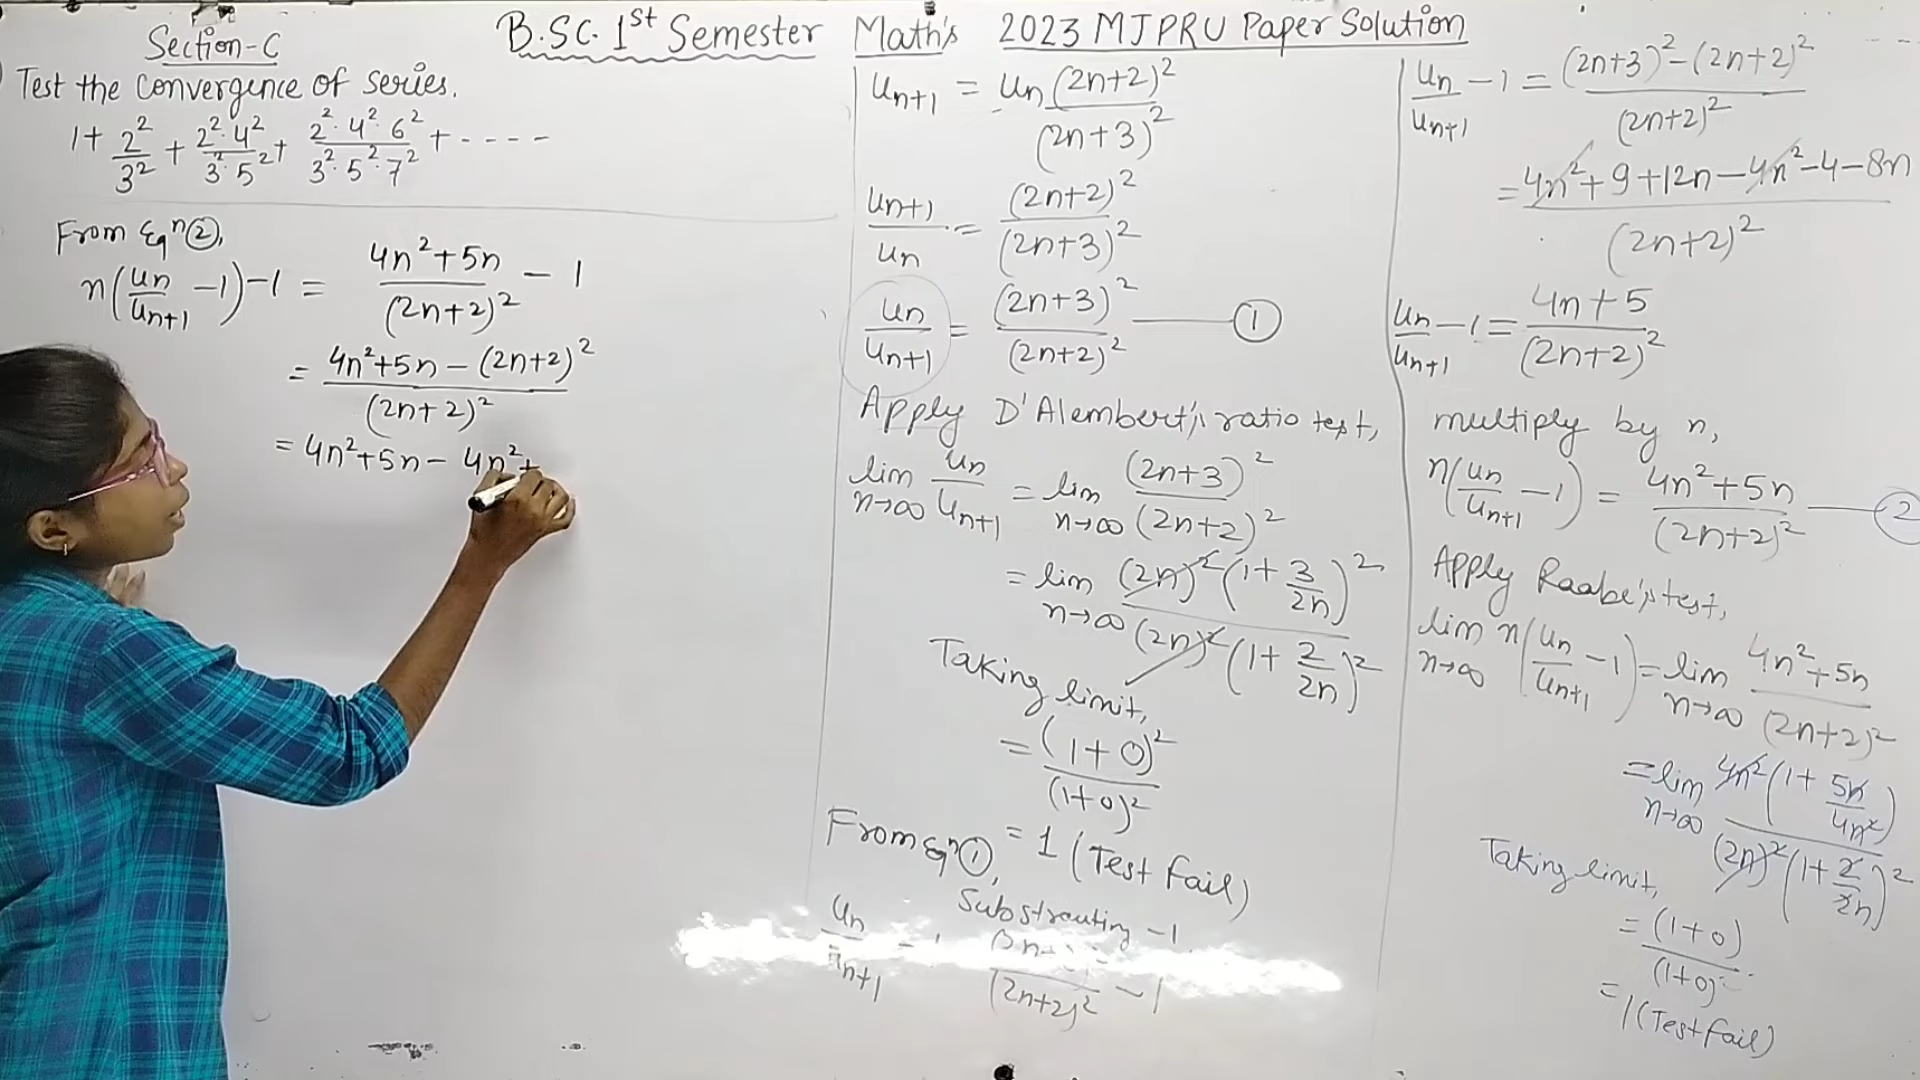 B.SC. 1st Semester Math's 2023 MJPRU Paper Solution
Section-C
Test the convergence of series.
1 + 2²/3² + 2²·4²/3²·5² + 2²·4²·6²/3²·5²·7² + - - - -
From Eqⁿ②,
n(uₙ/uₙ₊₁ −1)−1 = (4n²+5n)/(2n+2)² − 1
= (4n²+5n − (2n+2)²)/(2n+2)²
= 4n²+5n − 4n²+
uₙ₊₁ = uₙ(2n+2)²/(2n+3)²
uₙ₊₁/uₙ = (2n+2)²/(2n+3)²
uₙ/uₙ₊₁ = (2n+3)²/(2n+2)² —— ①
Apply D'Alembert's ratio test,
lim n→∞ uₙ/uₙ₊₁ = lim n→∞ (2n+3)²/(2n+2)²
= lim n→∞ (2n)²(1+3/2n)²/(2n)²(1+2/2n)²
Taking limit,
= (1+0)²/(1+0)²
= 1 (Test fail)
From Eqⁿ①,
Substrauting −1
uₙ/uₙ₊₁ − 1 /(2n+2)² − 1
uₙ/uₙ₊₁ −1 = ((2n+3)²−(2n+2)²)/(2n+2)²
= (4n²+9+12n−4n²−4−8n)/(2n+2)²
uₙ/uₙ₊₁ −1 = (4n+5)/(2n+2)²
multiply by n,
n(uₙ/uₙ₊₁ −1) = (4n²+5n)/(2n+2)² —— ②
Apply Raabe's test,
lim n→∞ n(uₙ/uₙ₊₁ −1) = lim n→∞ (4n²+5n)/(2n+2)²
= lim n→∞ 4n²(1+5n/4n²)/(2n)²(1+2/2n)²
Taking limit,
= (1+0)/(1+0)²
= 1 (Test fail)